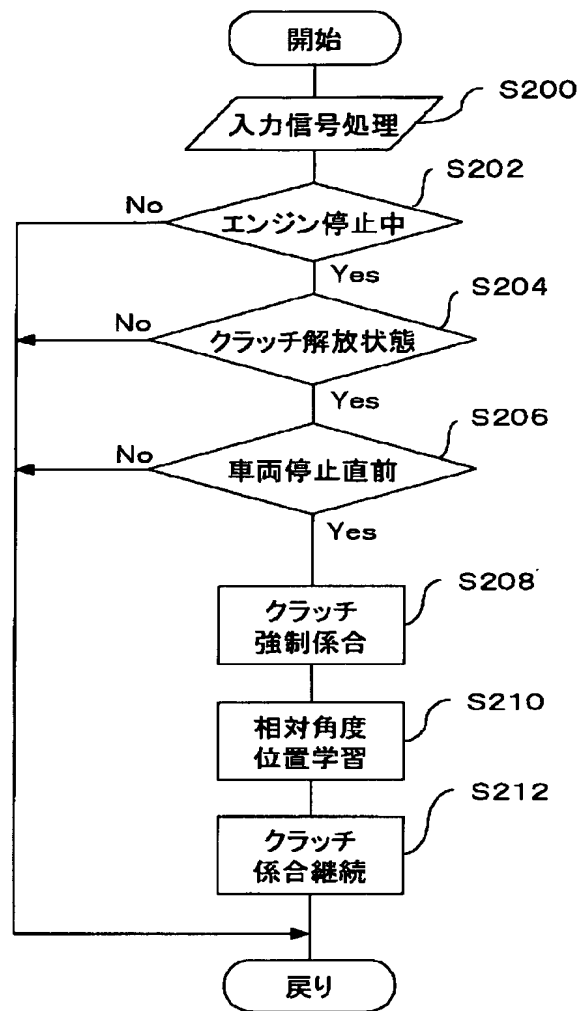 開始
S200
入力信号処理
S202
No
エンジン停止中
Yes
S204
No
クラッチ解放状態
Yes
S206
No
車両停止直前
Yes
S208
クラッチ
強制係合
S210
相対角度
位置学習
S212
クラッチ
係合継続
戻り